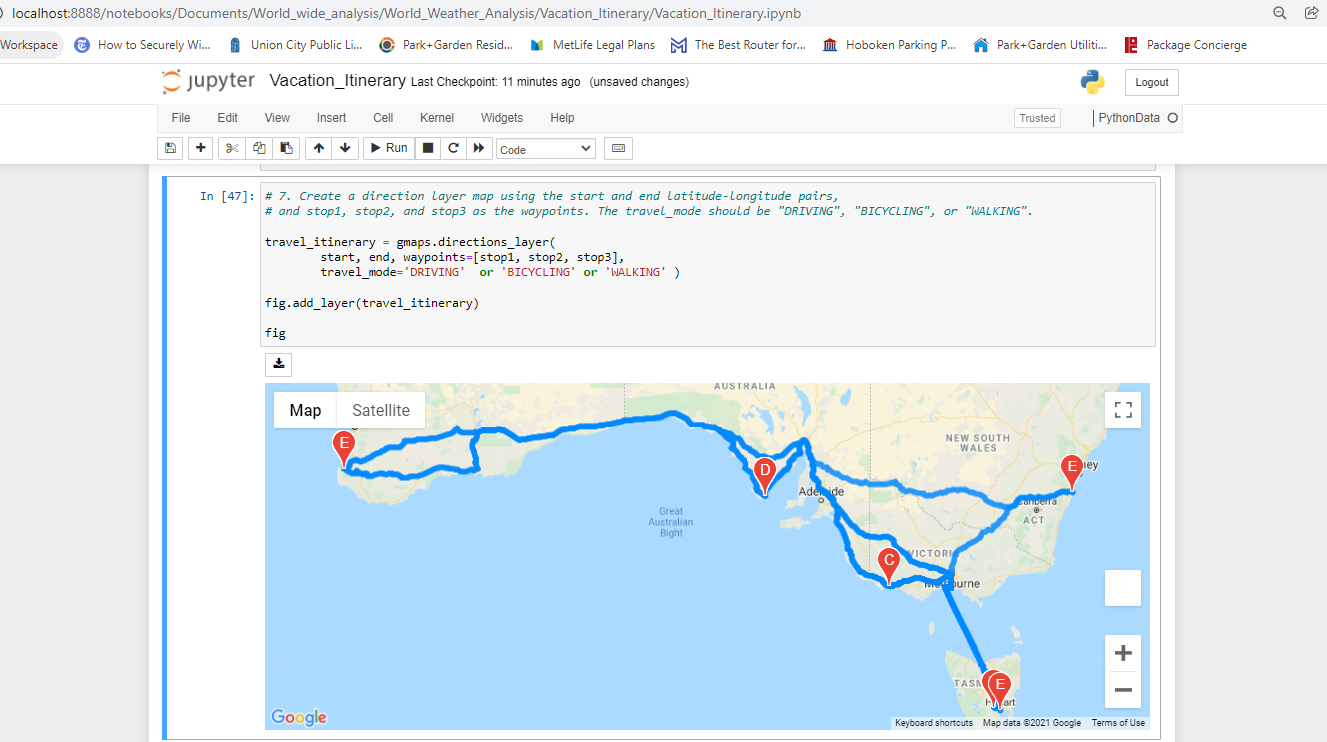 localhost:8888/notebooks/Documents/World_wide_analysis/World_Weather_Analysis/Vacation_Itinerary/Vacation_Itinerary.ipynb
Workspace How to Securely Wi... Union City Public Li... Park+Garden Resid... MetLife Legal Plans The Best Router for... Hoboken Parking P... Park+Garden Utiliti... Package Concierge
jupyter Vacation_Itinerary Last Checkpoint: 11 minutes ago (unsaved changes) Logout
File Edit View Insert Cell Kernel Widgets Help Trusted PythonData
Run Code
In [47]: # 7. Create a direction layer map using the start and end latitude-longitude pairs,
# and stop1, stop2, and stop3 as the waypoints. The travel_mode should be "DRIVING", "BICYCLING", or "WALKING".
travel_itinerary = gmaps.directions_layer(
start, end, waypoints=[stop1, stop2, stop3],
travel_mode='DRIVING'  or 'BICYCLING' or 'WALKING' )
fig.add_layer(travel_itinerary)
fig
AUSTRALIA
Map Satellite
E
NEW SOUTH
WALES
D
E
ney
Adelaide
Canberra
ACT
Great
Australian
Bight
C
VICTORI
Me
urne
TASM
E
H
art
Google
Keyboard shortcuts Map data ©2021 Google Terms of Use